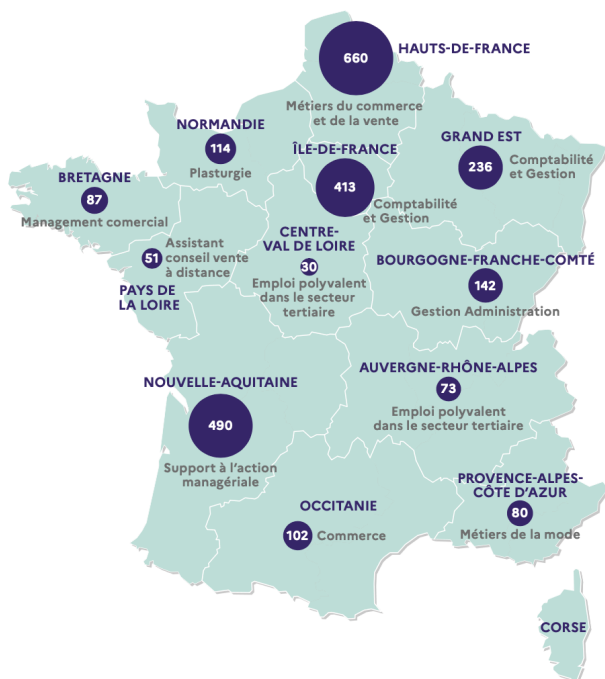 HAUTS-DE-FRANCE
660
Métiers du commerce
et de la vente
NORMANDIE
114
Plasturgie
ÎLE-DE-FRANCE
413
Comptabilité
et Gestion
GRAND EST
236
Comptabilité
et Gestion
BRETAGNE
87
Management comercial
CENTRE-
VAL DE LOIRE
30
Emploi polyvalent
dans le secteur
tertiaire
51
Assistant
conseil vente
à distance
PAYS DE
LA LOIRE
BOURGOGNE-FRANCHE-COMTÉ
142
Gestion Administration
AUVERGNE-RHÔNE-ALPES
73
Emploi polyvalent
dans le secteur tertiaire
NOUVELLE-AQUITAINE
490
Support à l'action
managériale
PROVENCE-ALPES-
CÔTE D'AZUR
80
Métiers de la mode
OCCITANIE
102
Commerce
CORSE